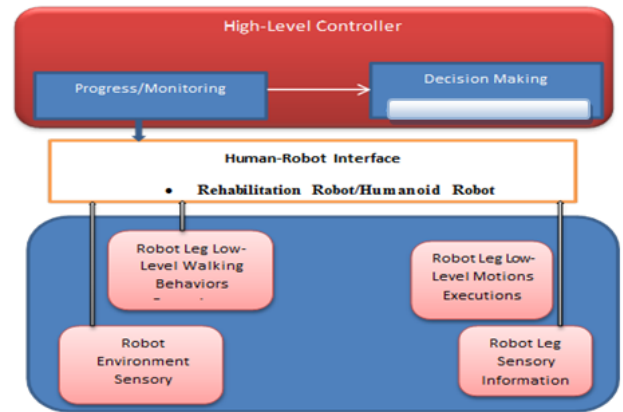 High-Level Controller
Progress/Monitoring
Decision Making
Human-Robot Interface
• Rehabilitation Robot/Humanoid Robot
Robot Leg Low-
Level Walking
Behaviors
Robot Leg Low-
Level Motions
Executions
Robot
Environment
Sensory
Robot Leg
Sensory
Information